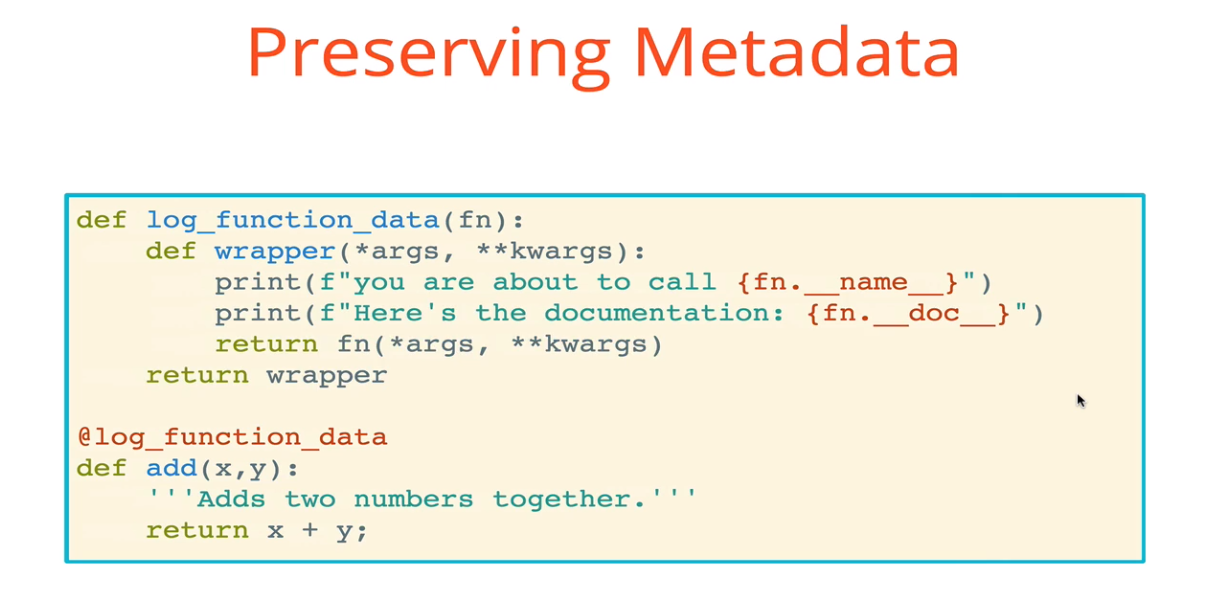 Preserving Metadata
def log_function_data(fn):
    def wrapper(*args, **kwargs):
        print(f"you are about to call {fn.__name__}")
        print(f"Here's the documentation: {fn.__doc__}")
        return fn(*args, **kwargs)
    return wrapper
@log_function_data
def add(x,y):
    '''Adds two numbers together.'''
    return x + y;